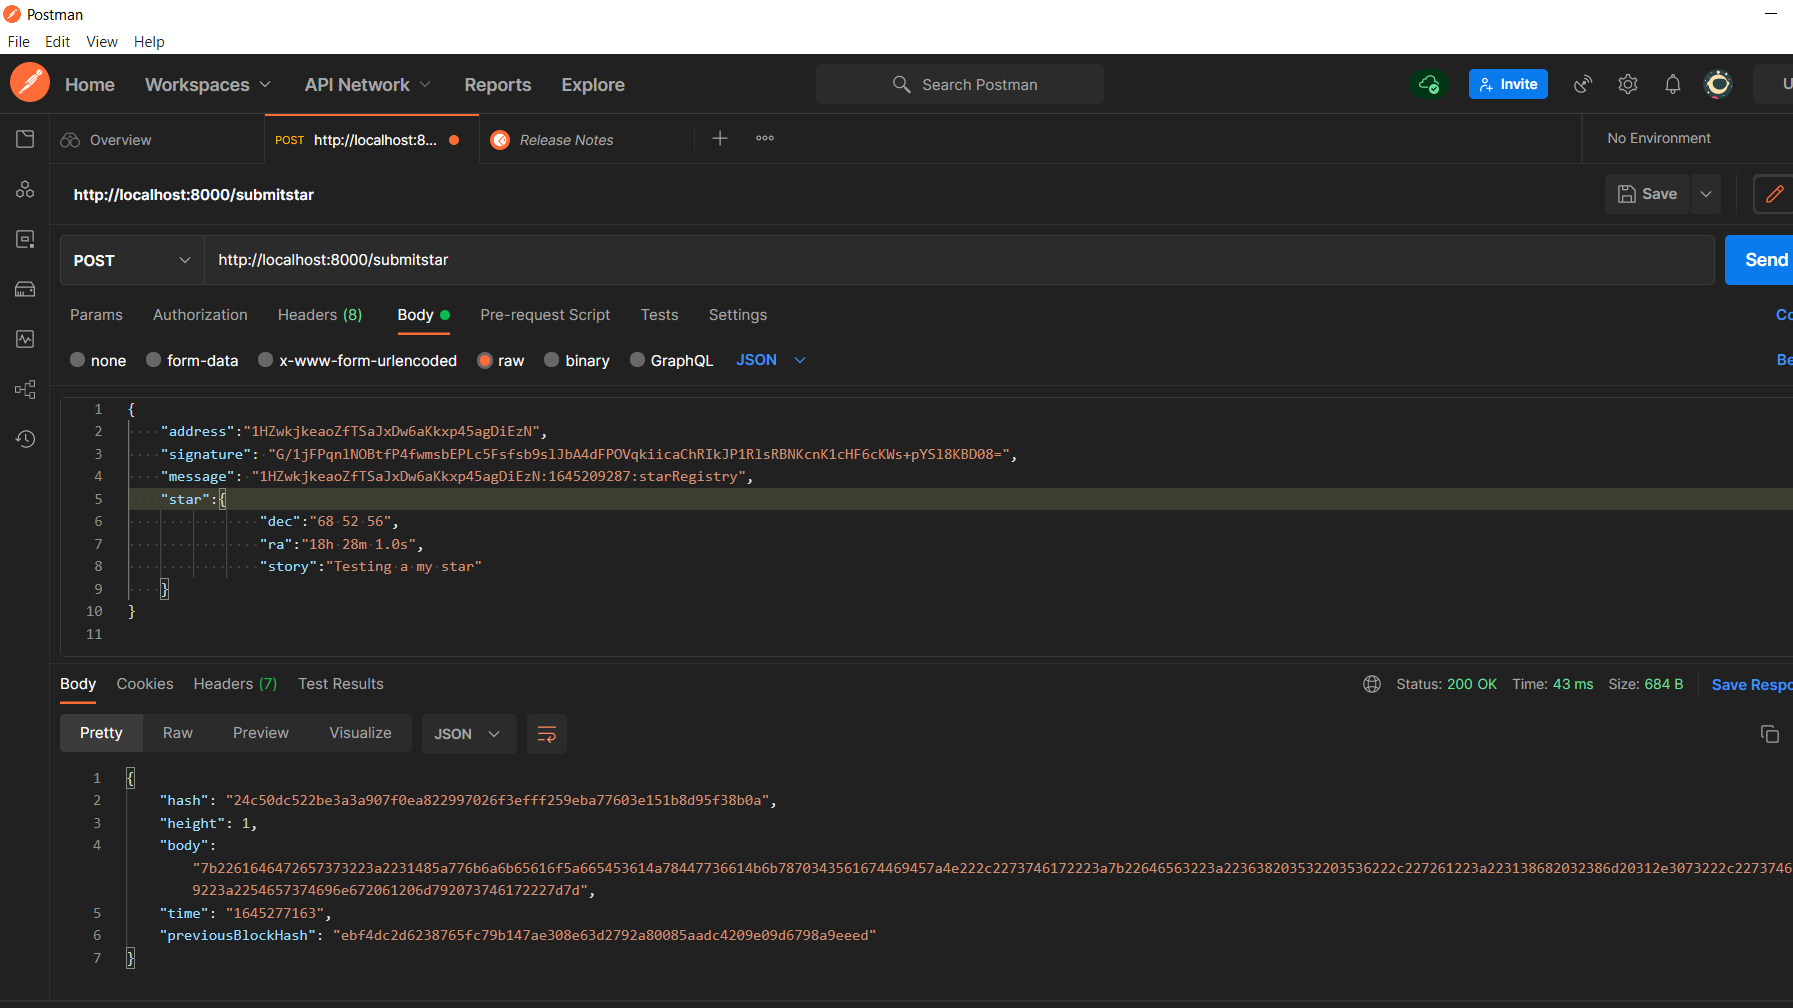 Postman
File Edit View Help
Home Workspaces API Network Reports Explore Search Postman Invite
Overview POST http://localhost:8... Release Notes No Environment
http://localhost:8000/submitstar Save
POST http://localhost:8000/submitstar Send
Params Authorization Headers (8) Body Pre-request Script Tests Settings
none form-data x-www-form-urlencoded raw binary GraphQL JSON
1 {
2 "address":"1HZwkjkeaoZfTSaJxDw6aKkxp45agDiEzN",
3 "signature": "G/1jFPqnlNOBtfP4fwmsbEPLc5Fsfsb9slJbA4dFPOVqkiicaChRIkJP1RlsRBNKcnK1cHF6cKWs+pYSl8KBD08=",
4 "message": "1HZwkjkeaoZfTSaJxDw6aKkxp45agDiEzN:1645209287:starRegistry",
5 "star":{
6 "dec":"68 52 56",
7 "ra":"18h 28m 1.0s",
8 "story":"Testing a my star"
9 }
10 }
11
Body Cookies Headers (7) Test Results Status: 200 OK Time: 43 ms Size: 684 B Save Respo
Pretty Raw Preview Visualize JSON
1 {
2 "hash": "24c50dc522be3a3a907f0ea822997026f3efff259eba77603e151b8d95f38b0a",
3 "height": 1,
4 "body":
"7b2261646472657373223a2231485a776b6a6b65616f5a665453614a78447736614b6b7870343561674469457a4e222c2273746172223a7b22646563223a223638203532203536222c227261223a223138682032386d20312e3073222c2273746
9223a2254657374696e672061206d792073746172227d7d",
5 "time": "1645277163",
6 "previousBlockHash": "ebf4dc2d6238765fc79b147ae308e63d2792a80085aadc4209e09d6798a9eeed"
7 }